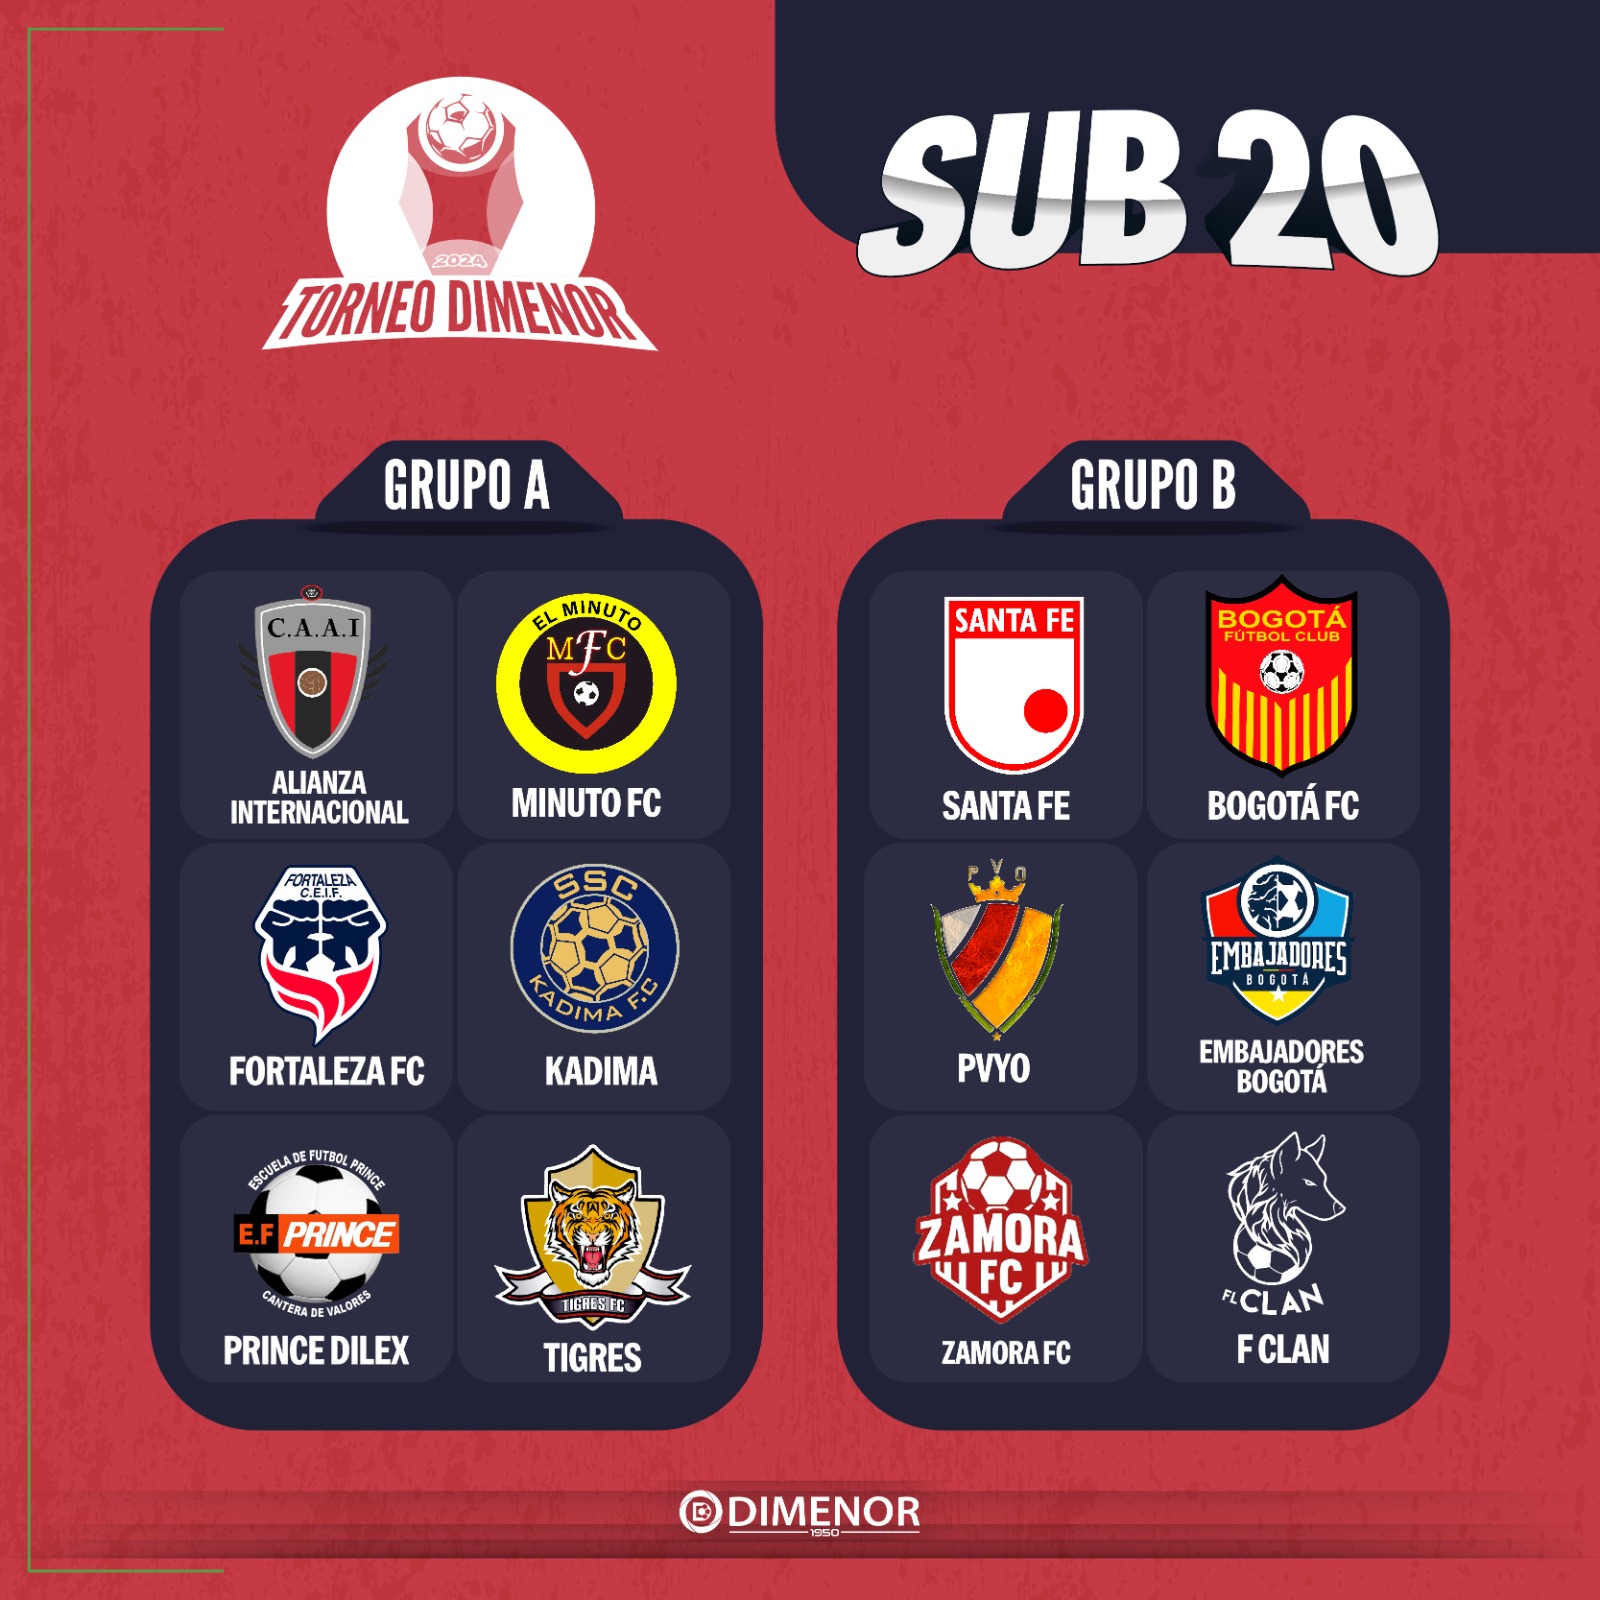 2024
TORNEO DIMENOR
SUB 20
GRUPO A
C.A.A.I
ALIANZA
INTERNACIONAL
EL MINUTO
MFC
MINUTO FC
FORTALEZA
C.E.I.F.
FORTALEZA FC
SSC
KADIMA F.C
KADIMA
ESCUELA DE FUTBOL PRINCE
E.F PRINCE
CANTERA DE VALORES
PRINCE DILEX
TIGRES FC
TIGRES
GRUPO B
SANTA FE
SANTA FE
BOGOTÁ
FÚTBOL CLUB
BOGOTÁ FC
PVO
PVYO
EMBAJADORES
BOGOTÁ
EMBAJADORES
BOGOTÁ
ZAMORA
FC
ZAMORA FC
FL CLAN
F CLAN
DIMENOR
1950